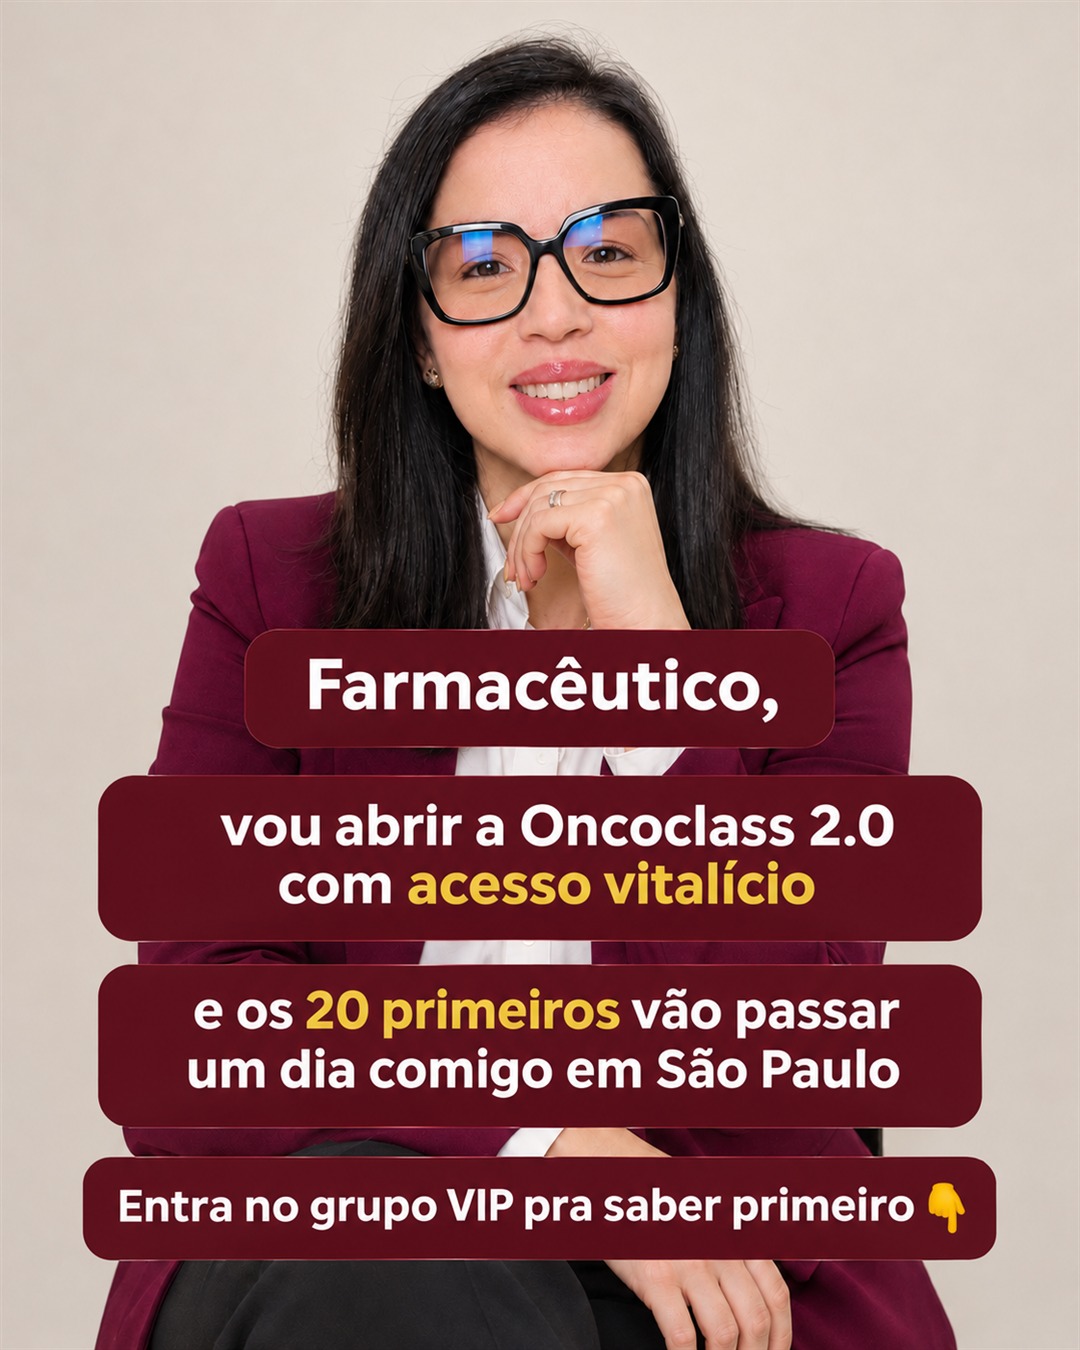 Farmacêutico,
vou abrir a Oncoclass 2.0
com acesso vitalício
e os 20 primeiros vão passar
um dia comigo em São Paulo
Entra no grupo VIP pra saber primeiro 👇